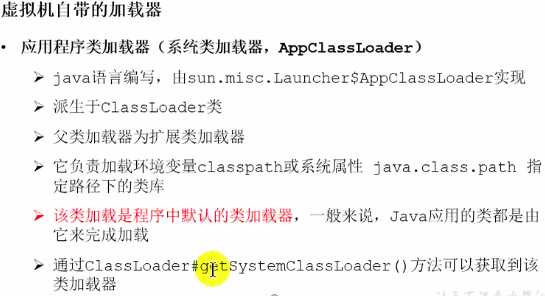 虚拟机自带的加载器
• 应用程序类加载器（系统类加载器，AppClassLoader）
➢ java语言编写，由sun.misc.Launcher$AppClassLoader实现
➢ 派生于ClassLoader类
➢ 父类加载器为扩展类加载器
➢ 它负责加载环境变量classpath或系统属性 java.class.path 指
定路径下的类库
➢ 该类加载是程序中默认的类加载器，一般来说，Java应用的类都是由
它来完成加载
➢ 通过ClassLoader#getSystemClassLoader()方法可以获取到该
类加载器